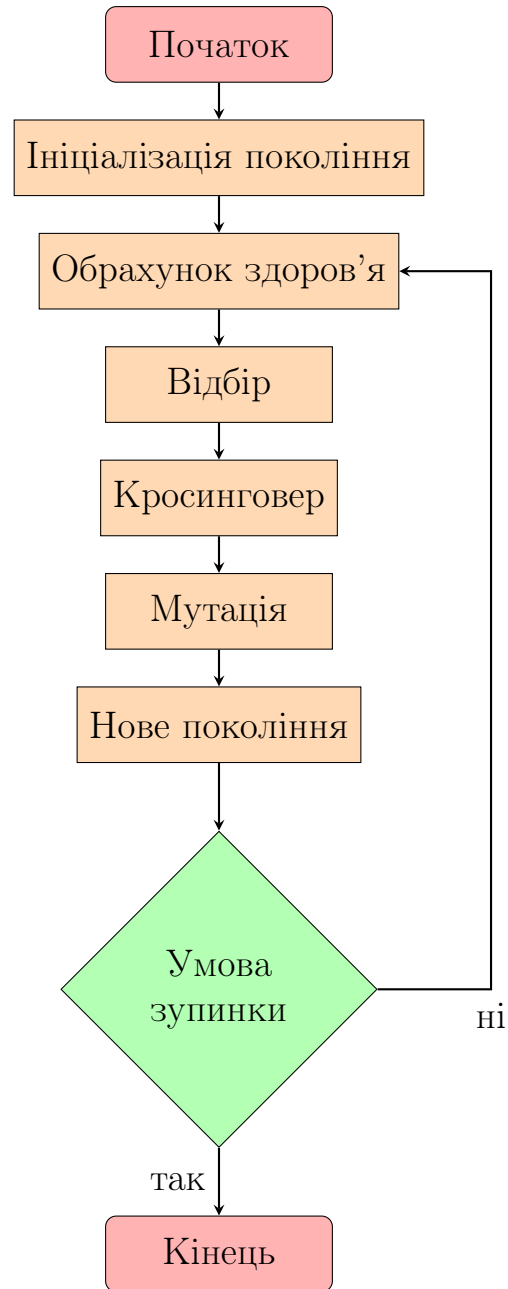 Початок
Ініціалізація покоління
Обрахунок здоров'я
Відбір
Кросинговер
Мутація
Нове покоління
Умова
зупинки
ні
так
Кінець